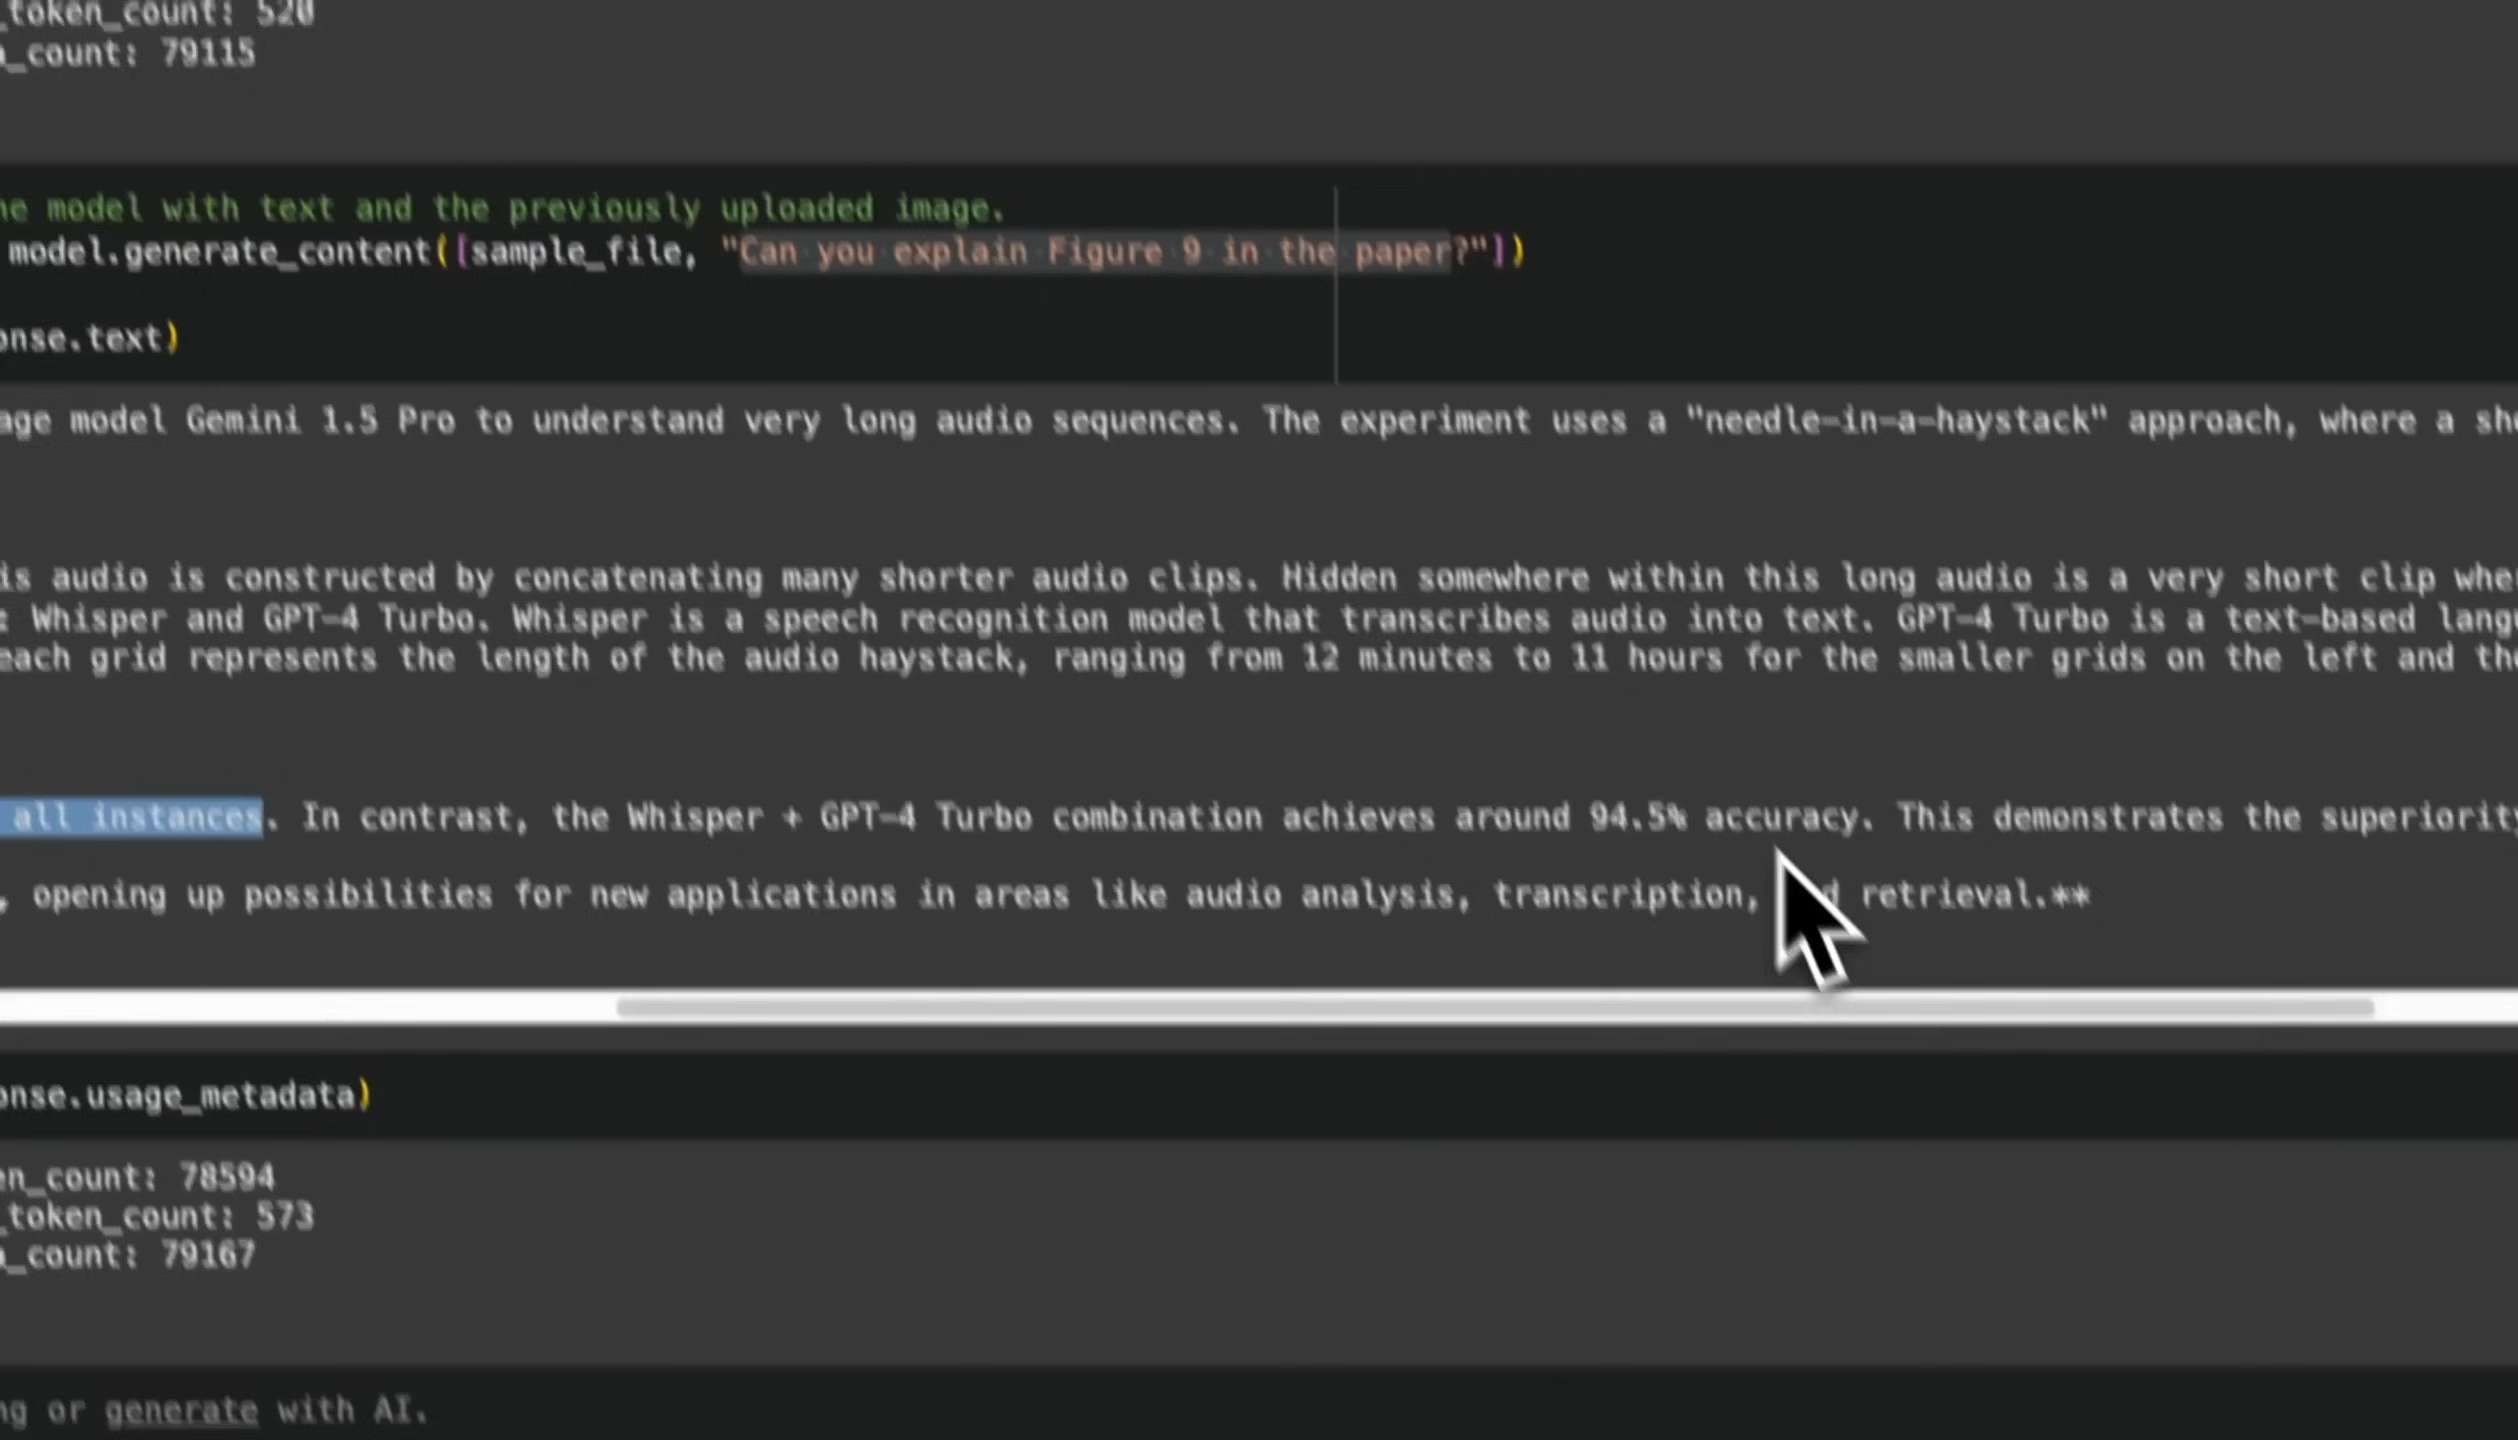 token_count: 520
_count: 79115
he model with text and the previously uploaded image.
model.generate_content([sample_file, "Can you explain Figure 9 in the paper?"])
onse.text)
age model Gemini 1.5 Pro to understand very long audio sequences. The experiment uses a "needle-in-a-haystack" approach, where a sh
is audio is constructed by concatenating many shorter audio clips. Hidden somewhere within this long audio is a very short clip whe
: Whisper and GPT-4 Turbo. Whisper is a speech recognition model that transcribes audio into text. GPT-4 Turbo is a text-based lang
each grid represents the length of the audio haystack, ranging from 12 minutes to 11 hours for the smaller grids on the left and th
all instances. In contrast, the Whisper + GPT-4 Turbo combination achieves around 94.5% accuracy. This demonstrates the superiority
, opening up possibilities for new applications in areas like audio analysis, transcription, d retrieval.**
onse.usage_metadata)
en_count: 78594
_token_count: 573
_count: 79167
ng or generate with AI.